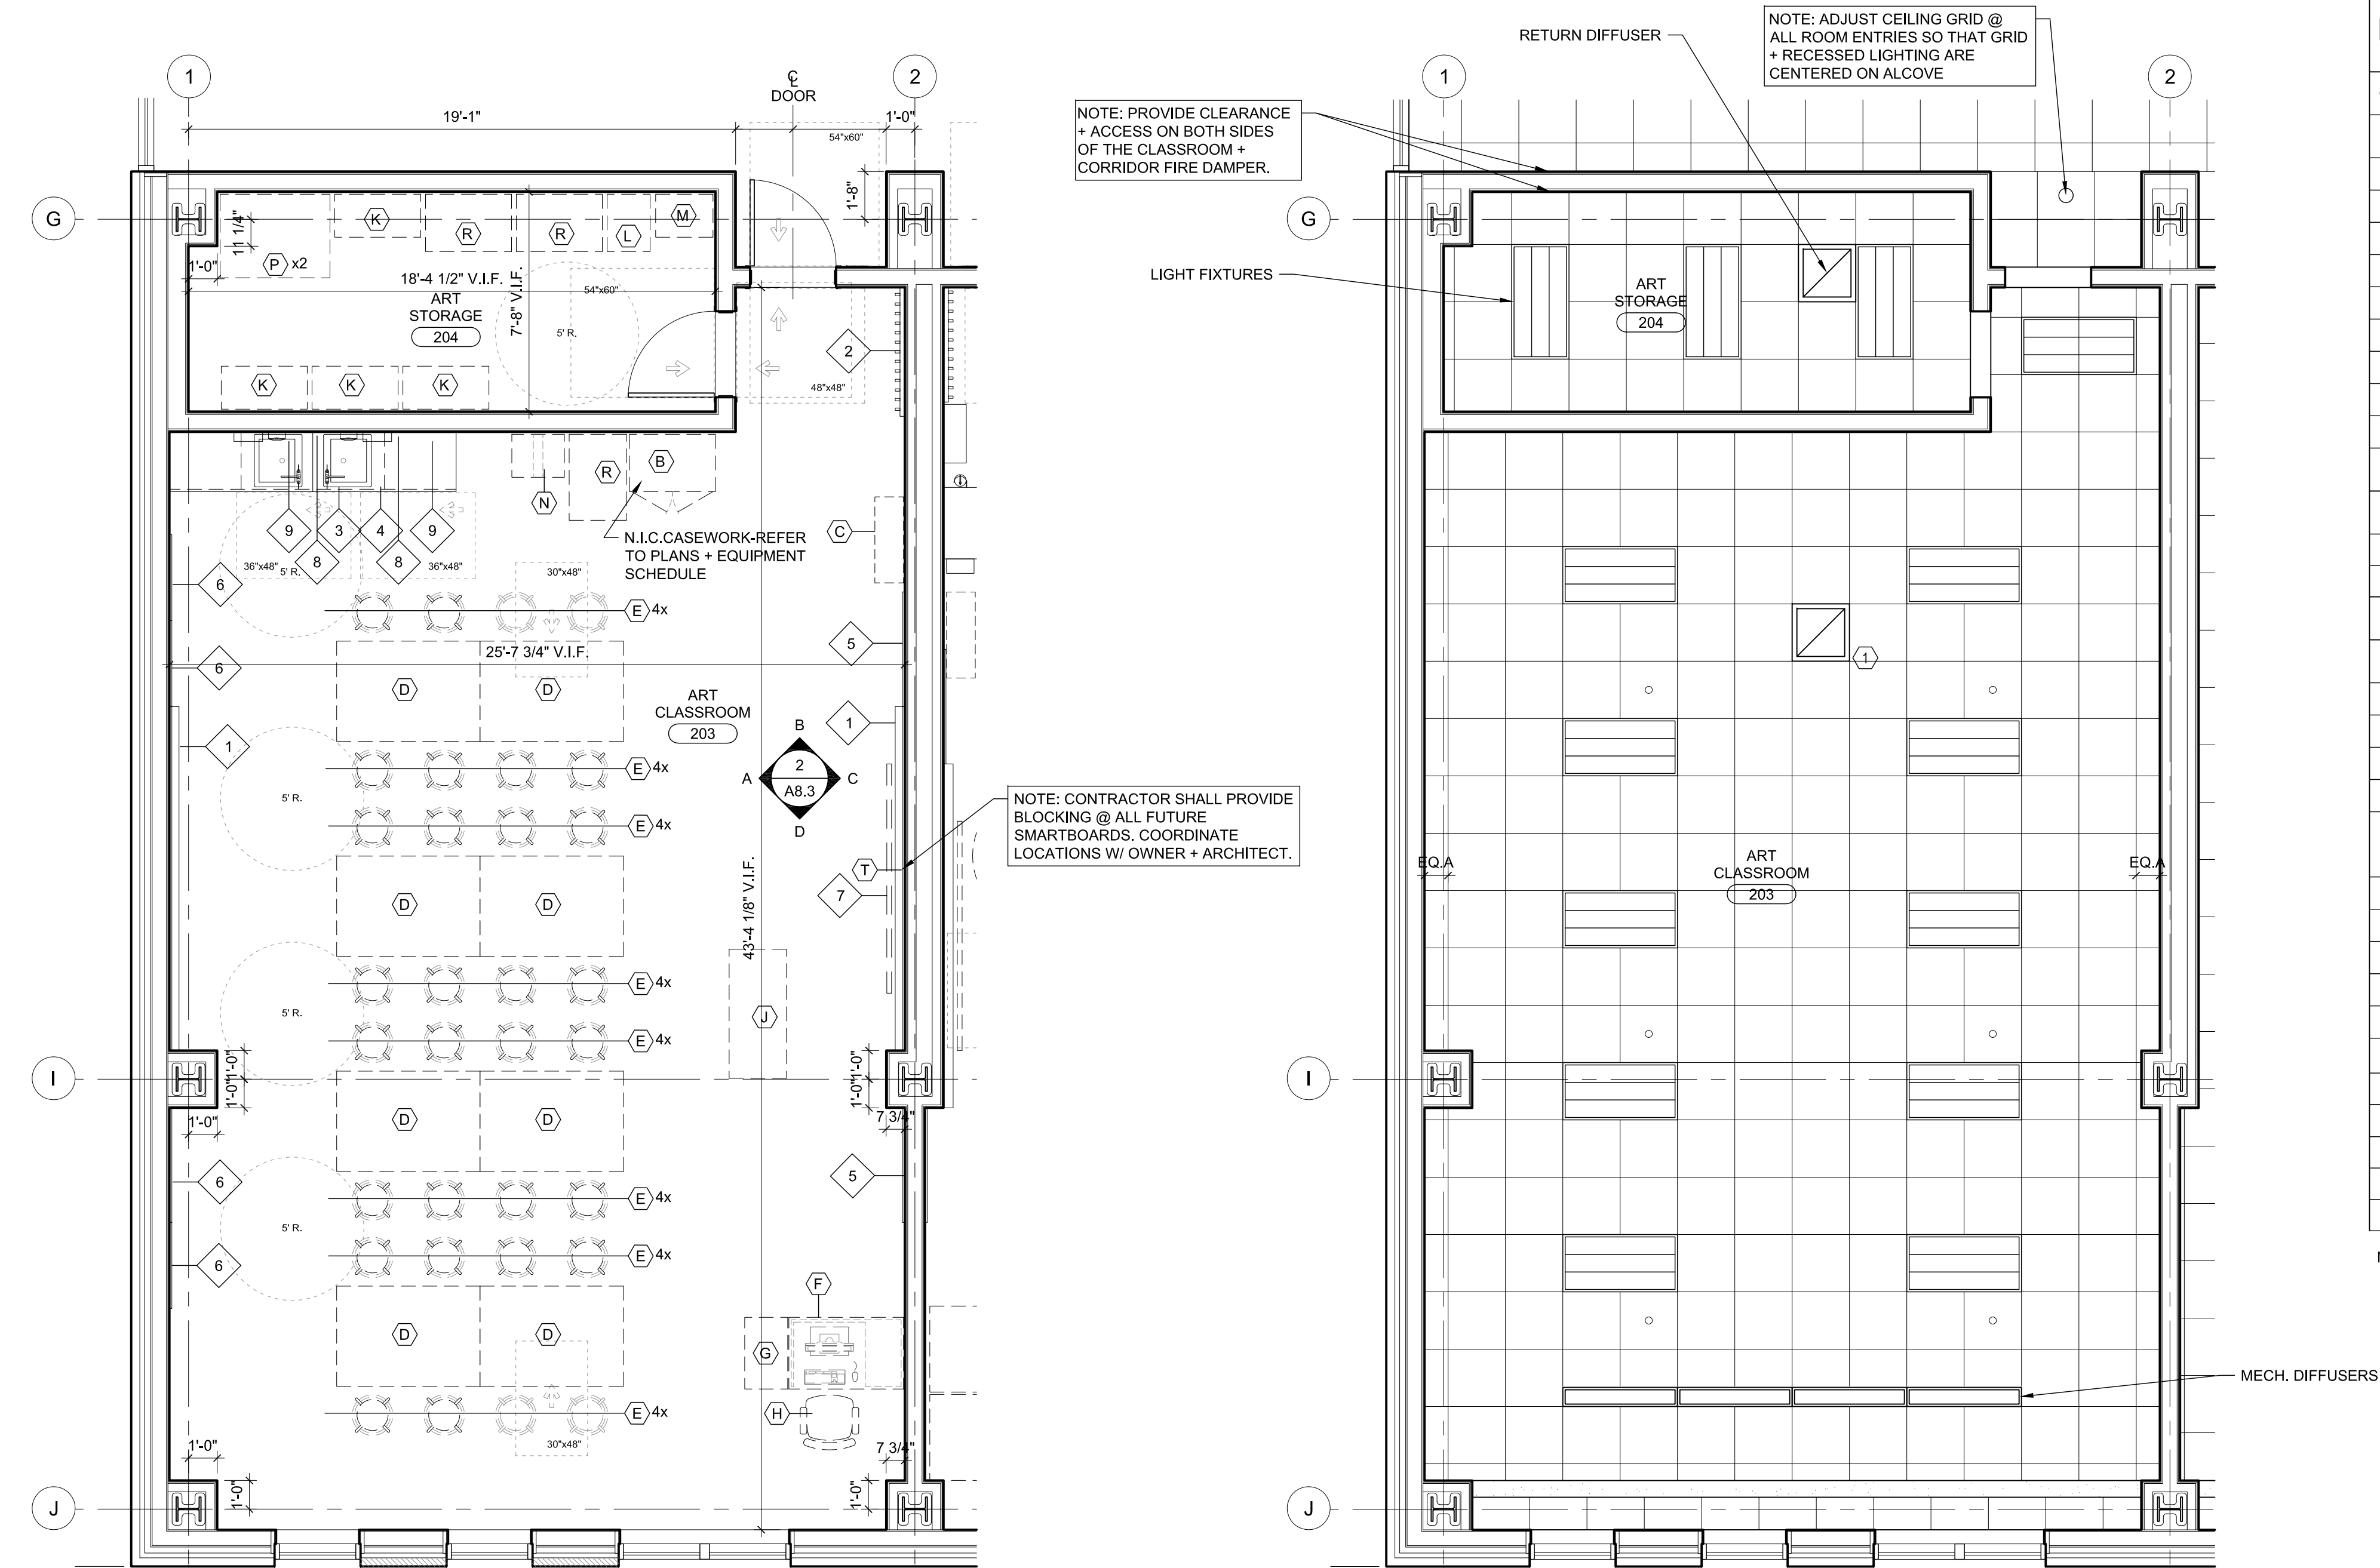 1
2
℄
DOOR
19'-1"
1'-0"
54"x60"
1'-8"
G
11 1/4"
K
R
R
L
M
P
x2
1'-0"
18'-4 1/2" V.I.F.
7'-8" V.I.F.
54"x60"
ART
STORAGE
204
5' R.
2
48"x48"
K
K
K
9
8
3
4
8
9
N
R
B
C
36"x48"
5' R.
36"x48"
30"x48"
N.I.C.CASEWORK-REFER
TO PLANS + EQUIPMENT
SCHEDULE
6
E 4x
25'-7 3/4" V.I.F.
5
6
D
D
ART
CLASSROOM
203
1
1
B
A
2
A8.3
C
D
E 4x
5' R.
E 4x
NOTE: CONTRACTOR SHALL PROVIDE
BLOCKING @ ALL FUTURE
SMARTBOARDS. COORDINATE
LOCATIONS W/ OWNER + ARCHITECT.
43'-4 1/8" V.I.F.
T
7
D
D
E 4x
5' R.
J
E 4x
I
1'-0"
1'-0"
1'-0"
1'-0"
1'-0"
7 3/4"
D
D
6
5
E 4x
5' R.
E 4x
6
F
D
D
G
H
E 4x
30"x48"
1'-0"
7 3/4"
1'-0"
1'-0"
J
RETURN DIFFUSER
NOTE: ADJUST CEILING GRID @
ALL ROOM ENTRIES SO THAT GRID
+ RECESSED LIGHTING ARE
CENTERED ON ALCOVE
1
2
NOTE: PROVIDE CLEARANCE
+ ACCESS ON BOTH SIDES
OF THE CLASSROOM +
CORRIDOR FIRE DAMPER.
G
LIGHT FIXTURES
ART
STORAGE
204
1
EQ.A
EQ.A
ART
CLASSROOM
203
I
MECH. DIFFUSERS
J